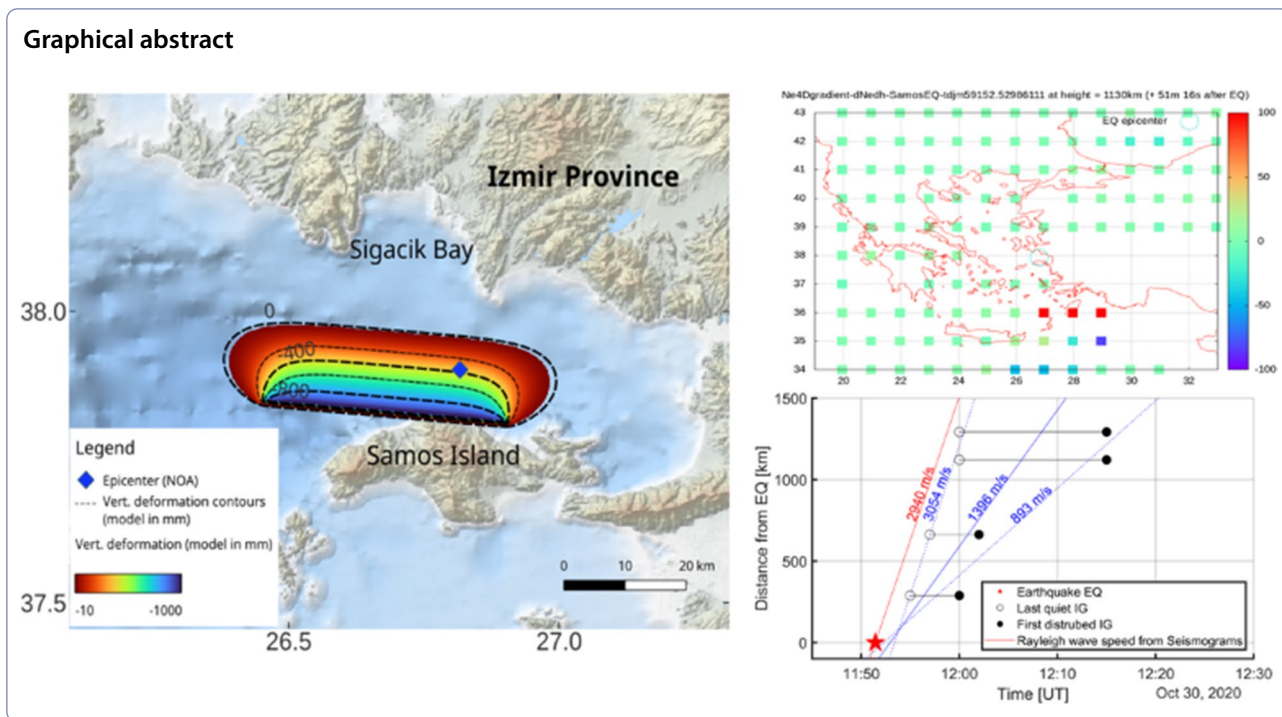 Graphical abstract
Izmir Province
Sigacik Bay
38.0
0
-400
-800
Samos Island
Legend
Epicenter (NOA)
Vert. deformation contours
(model in mm)
Vert. deformation (model in mm)
-10 -1000
0 10 20 km
37.5
26.5 27.0
Ne4Dgradient-dNedh-SamosEQ-tdjm59152.52986111 at height = 1130km (+ 51m 16s after EQ)
EQ epicenter
43
42
41
40
39
38
37
36
35
34
20 22 24 26 28 30 32
100
50
0
-50
-100
1500
1000
500
0
Distance from EQ [km]
2940 m/s
3054 m/s
1396 m/s
893 m/s
Earthquake EQ
Last quiet IG
First distrubed IG
Rayleigh wave speed from Seismograms
11:50 12:00 12:10 12:20 12:30
Time [UT]
Oct 30, 2020